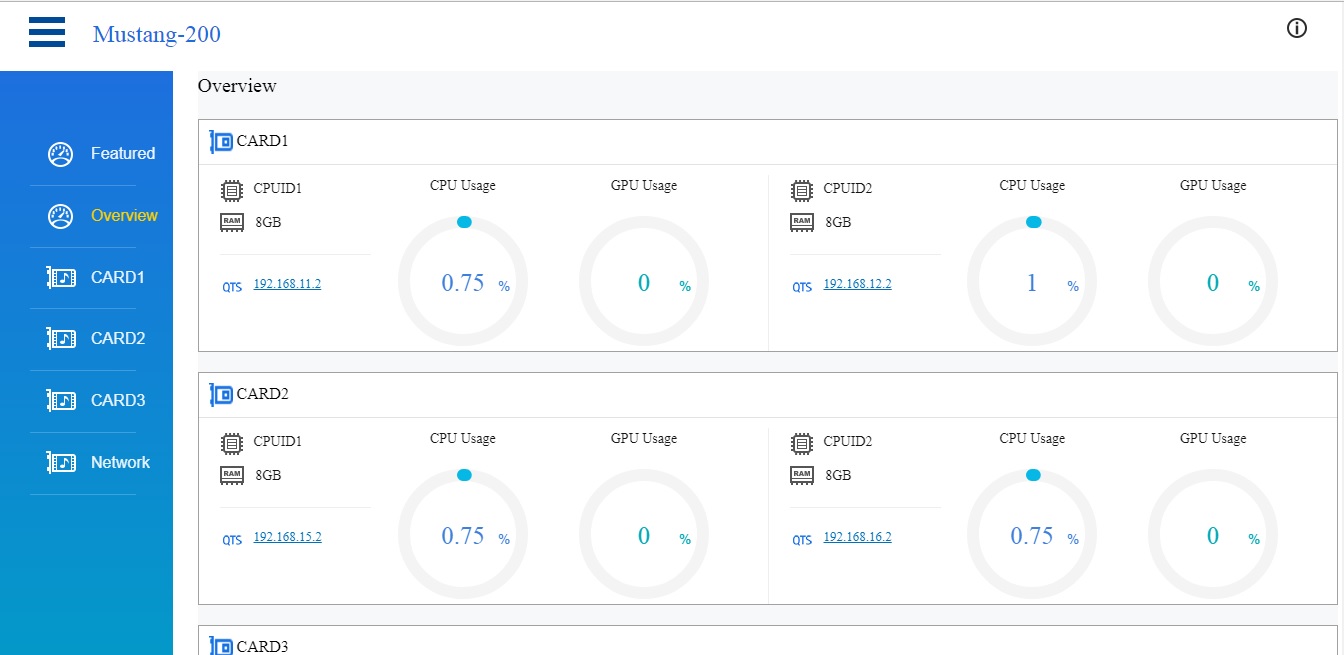 Mustang-200
Featured
Overview
CARD1
CARD2
CARD3
Network
Overview
CARD1
CPUID1
RAM 8GB
QTS 192.168.11.2
CPU Usage
0.75 %
GPU Usage
0 %
CPUID2
RAM 8GB
QTS 192.168.12.2
CPU Usage
1 %
GPU Usage
0 %
CARD2
CPUID1
RAM 8GB
QTS 192.168.15.2
CPU Usage
0.75 %
GPU Usage
0 %
CPUID2
RAM 8GB
QTS 192.168.16.2
CPU Usage
0.75 %
GPU Usage
0 %
CARD3